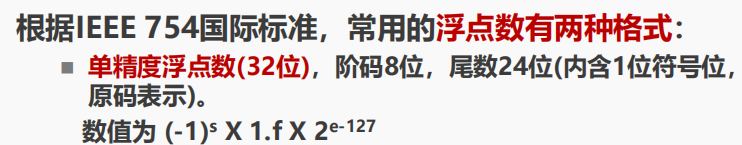 根据IEEE 754国际标准，常用的浮点数有两种格式：
■ 单精度浮点数(32位)，阶码8位，尾数24位(内含1位符号位，
原码表示)。
数值为 (-1)ˢ X 1.f X 2ᵉ⁻¹²⁷